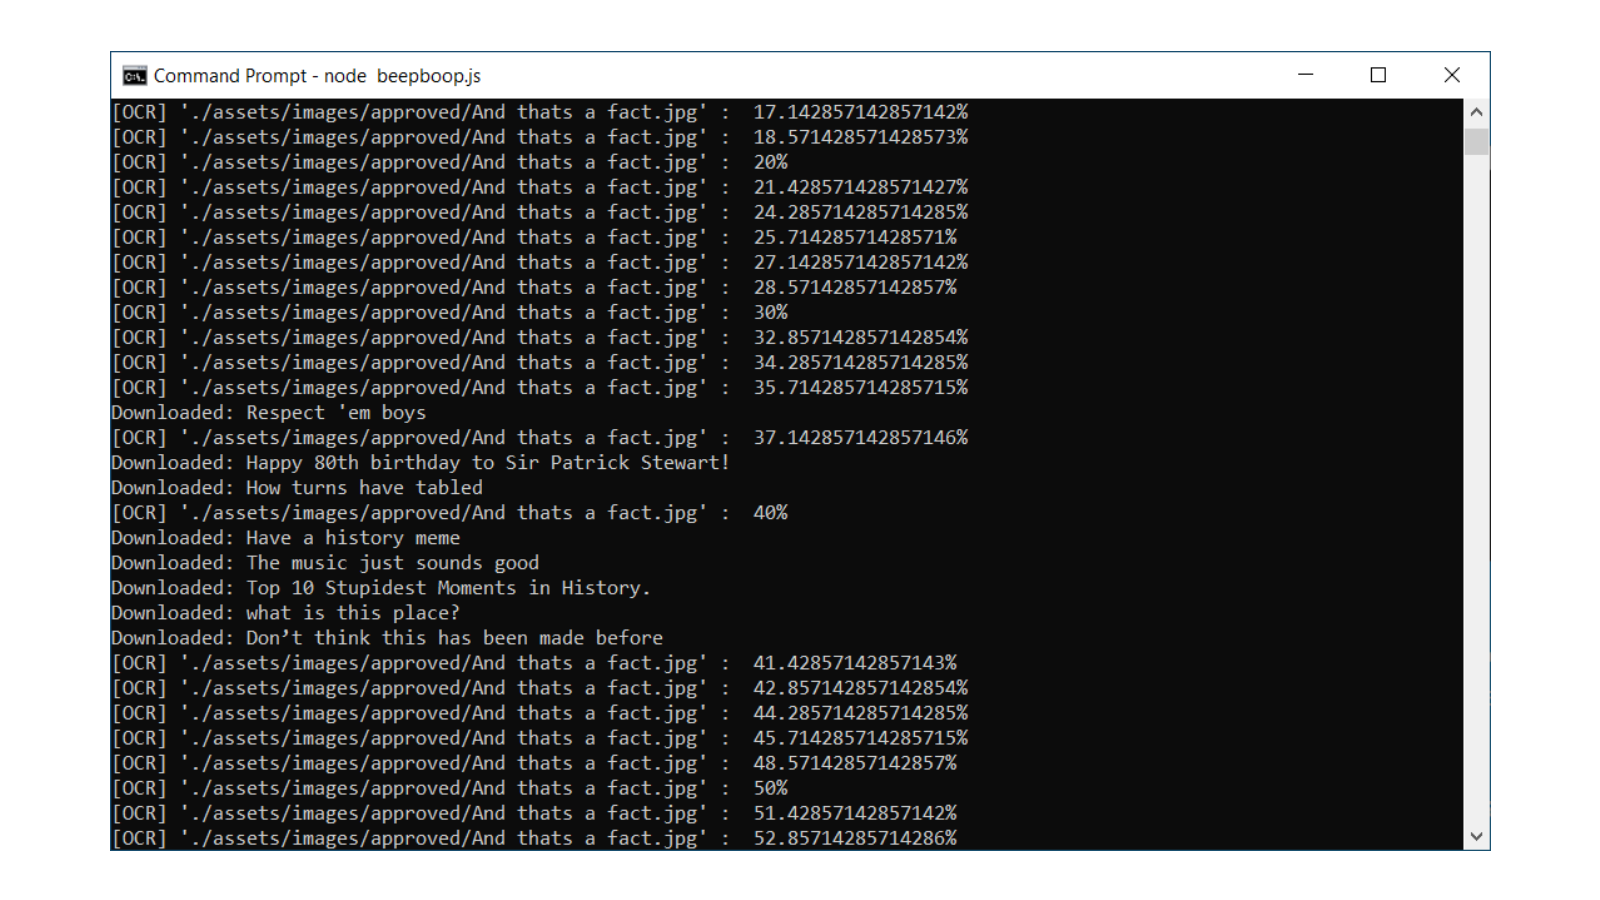 Command Prompt - node  beepboop.js
[OCR] './assets/images/approved/And thats a fact.jpg' :  17.142857142857142%
[OCR] './assets/images/approved/And thats a fact.jpg' :  18.571428571428573%
[OCR] './assets/images/approved/And thats a fact.jpg' :  20%
[OCR] './assets/images/approved/And thats a fact.jpg' :  21.428571428571427%
[OCR] './assets/images/approved/And thats a fact.jpg' :  24.285714285714285%
[OCR] './assets/images/approved/And thats a fact.jpg' :  25.71428571428571%
[OCR] './assets/images/approved/And thats a fact.jpg' :  27.142857142857142%
[OCR] './assets/images/approved/And thats a fact.jpg' :  28.57142857142857%
[OCR] './assets/images/approved/And thats a fact.jpg' :  30%
[OCR] './assets/images/approved/And thats a fact.jpg' :  32.857142857142854%
[OCR] './assets/images/approved/And thats a fact.jpg' :  34.285714285714285%
[OCR] './assets/images/approved/And thats a fact.jpg' :  35.714285714285715%
Downloaded: Respect 'em boys
[OCR] './assets/images/approved/And thats a fact.jpg' :  37.142857142857146%
Downloaded: Happy 80th birthday to Sir Patrick Stewart!
Downloaded: How turns have tabled
[OCR] './assets/images/approved/And thats a fact.jpg' :  40%
Downloaded: Have a history meme
Downloaded: The music just sounds good
Downloaded: Top 10 Stupidest Moments in History.
Downloaded: what is this place?
Downloaded: Don’t think this has been made before
[OCR] './assets/images/approved/And thats a fact.jpg' :  41.42857142857143%
[OCR] './assets/images/approved/And thats a fact.jpg' :  42.857142857142854%
[OCR] './assets/images/approved/And thats a fact.jpg' :  44.285714285714285%
[OCR] './assets/images/approved/And thats a fact.jpg' :  45.714285714285715%
[OCR] './assets/images/approved/And thats a fact.jpg' :  48.57142857142857%
[OCR] './assets/images/approved/And thats a fact.jpg' :  50%
[OCR] './assets/images/approved/And thats a fact.jpg' :  51.42857142857142%
[OCR] './assets/images/approved/And thats a fact.jpg' :  52.85714285714286%